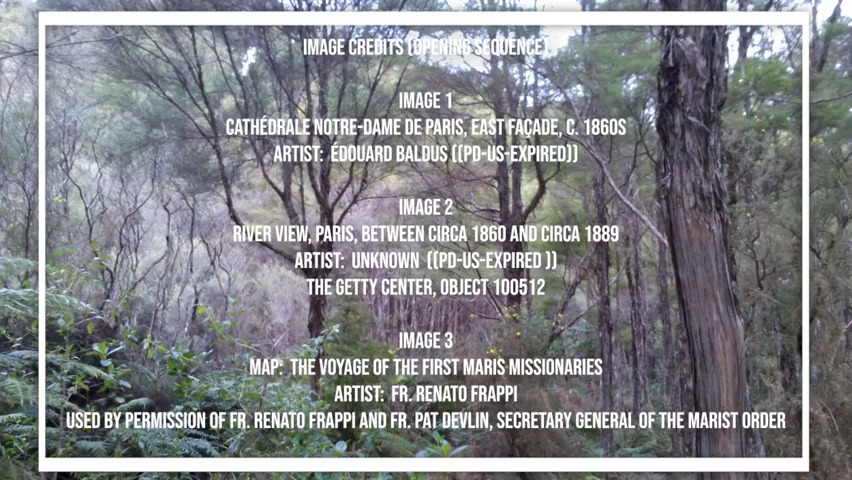 IMAGE CREDITS (OPENING SEQUENCE)
IMAGE 1
CATHÉDRALE NOTRE-DAME DE PARIS, EAST FAÇADE, C. 1860S
ARTIST: ÉDOUARD BALDUS ((PD-US-EXPIRED))
IMAGE 2
RIVER VIEW, PARIS, BETWEEN CIRCA 1860 AND CIRCA 1889
ARTIST: UNKNOWN ((PD-US-EXPIRED ))
THE GETTY CENTER, OBJECT 100512
IMAGE 3
MAP: THE VOYAGE OF THE FIRST MARIS MISSIONARIES
ARTIST: FR. RENATO FRAPPI
USED BY PERMISSION OF FR. RENATO FRAPPI AND FR. PAT DEVLIN, SECRETARY GENERAL OF THE MARIST ORDER